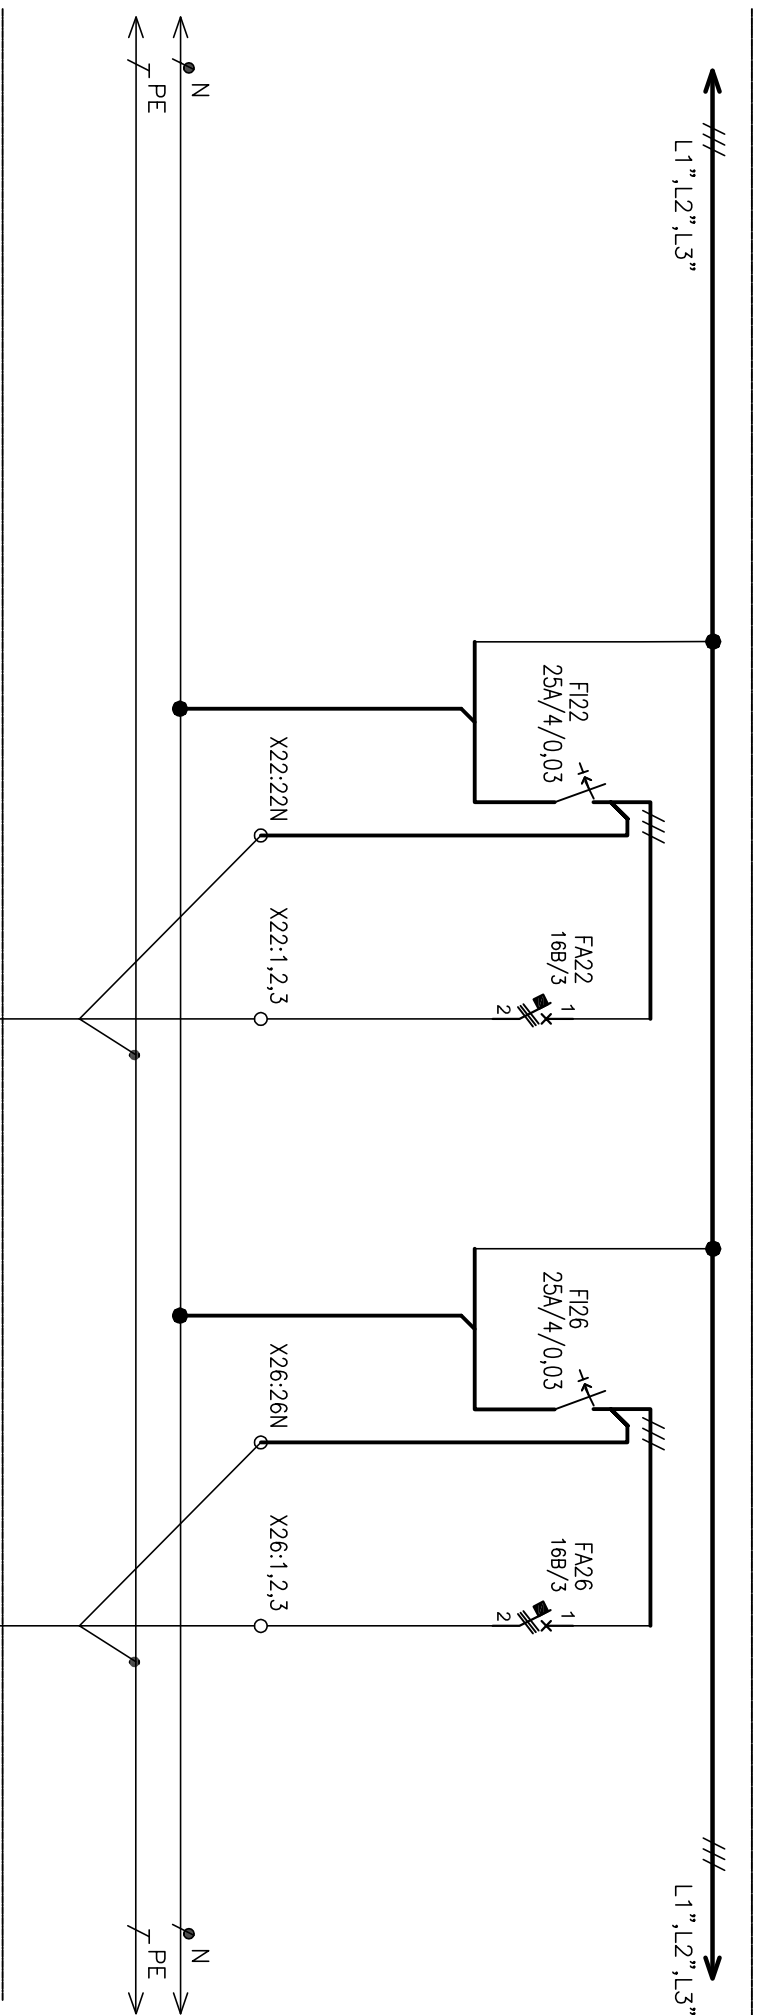 L1”,L2”,L3”
L1”,L2”,L3”
FI22
25A/4/0,03
FA22
16B/3
1
2
FI26
25A/4/0,03
FA26
16B/3
1
2
X22:22N
X22:1,2,3
X26:26N
X26:1,2,3
N
N
PE
PE